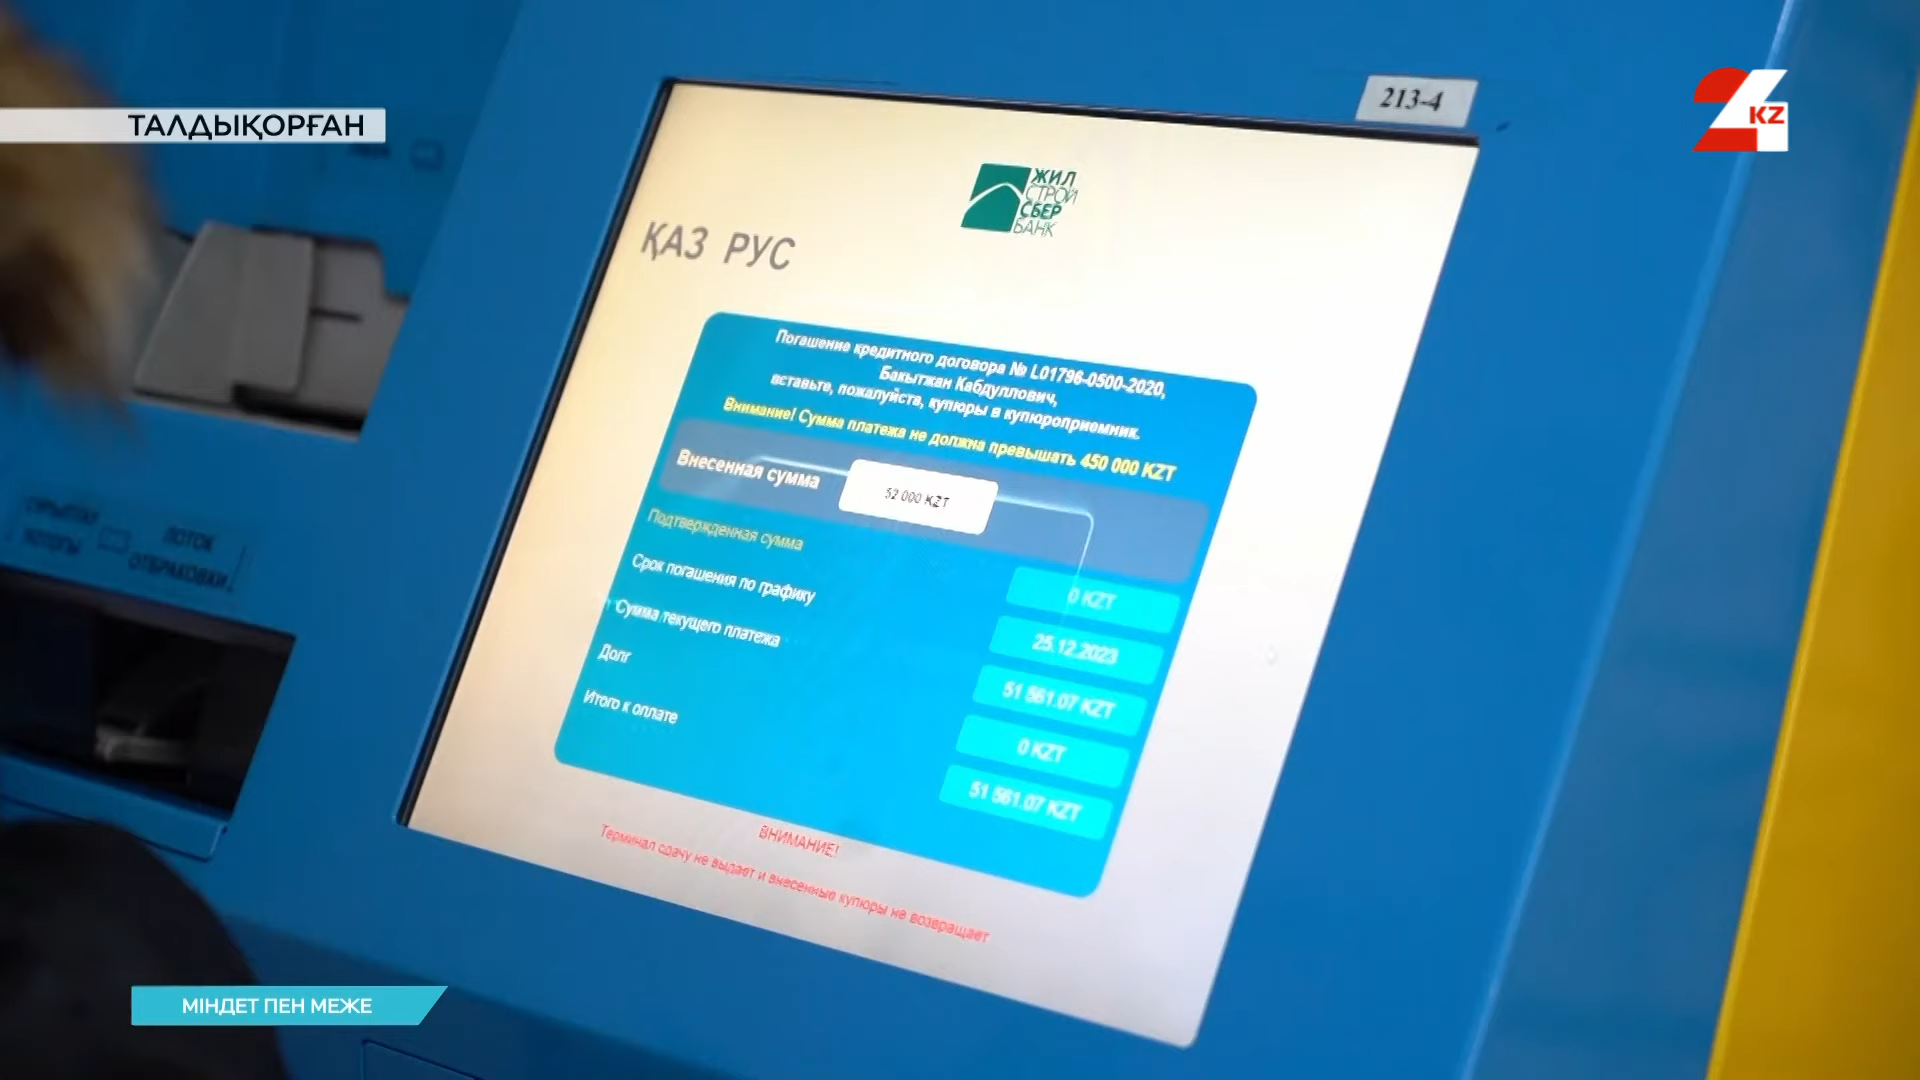 ТАЛДЫҚОРҒАН
213-4
24 KZ
ЖИЛ
СТРОЙ
СБЕР
БАНК
ҚАЗ РУС
Погашение кредитного договора № L01796-0500-2020,
Бакытжан Кабдуллович,
вставьте, пожалуйста, купюры в купюроприемник.
Внимание! Сумма платежа не должна превышать 450 000 KZT
Внесенная сумма 52 000 KZT
Подтвержденная сумма 0 KZT
Срок погашения по графику 25.12.2023
Сумма текущего платежа 51 561.07 KZT
Долг 0 KZT
Итого к оплате 51 561.07 KZT
ВНИМАНИЕ!
Терминал сдачу не выдает и внесенные купюры не возвращает
ПОТОК
ОТБРАКОВКИ
МІНДЕТ ПЕН МЕЖЕ